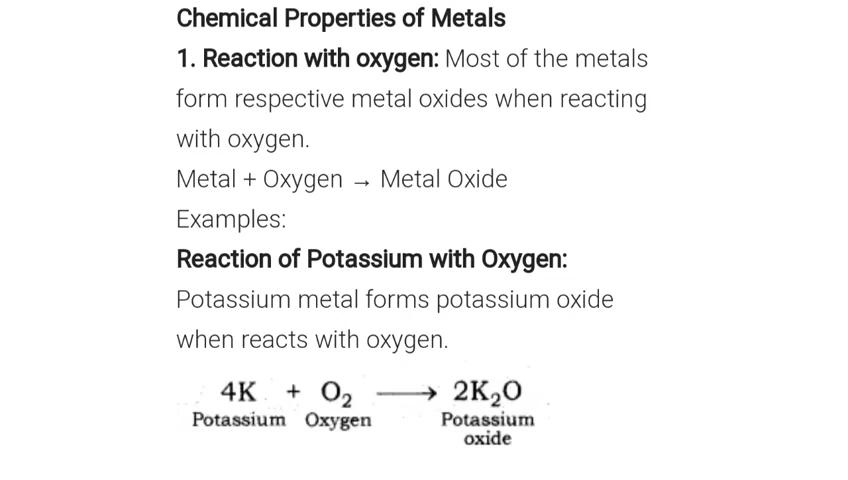 Chemical Properties of Metals
1. Reaction with oxygen: Most of the metals
form respective metal oxides when reacting
with oxygen.
Metal + Oxygen → Metal Oxide
Examples:
Reaction of Potassium with Oxygen:
Potassium metal forms potassium oxide
when reacts with oxygen.
4K + O₂ ⟶ 2K₂O
Potassium Oxygen Potassium
oxide